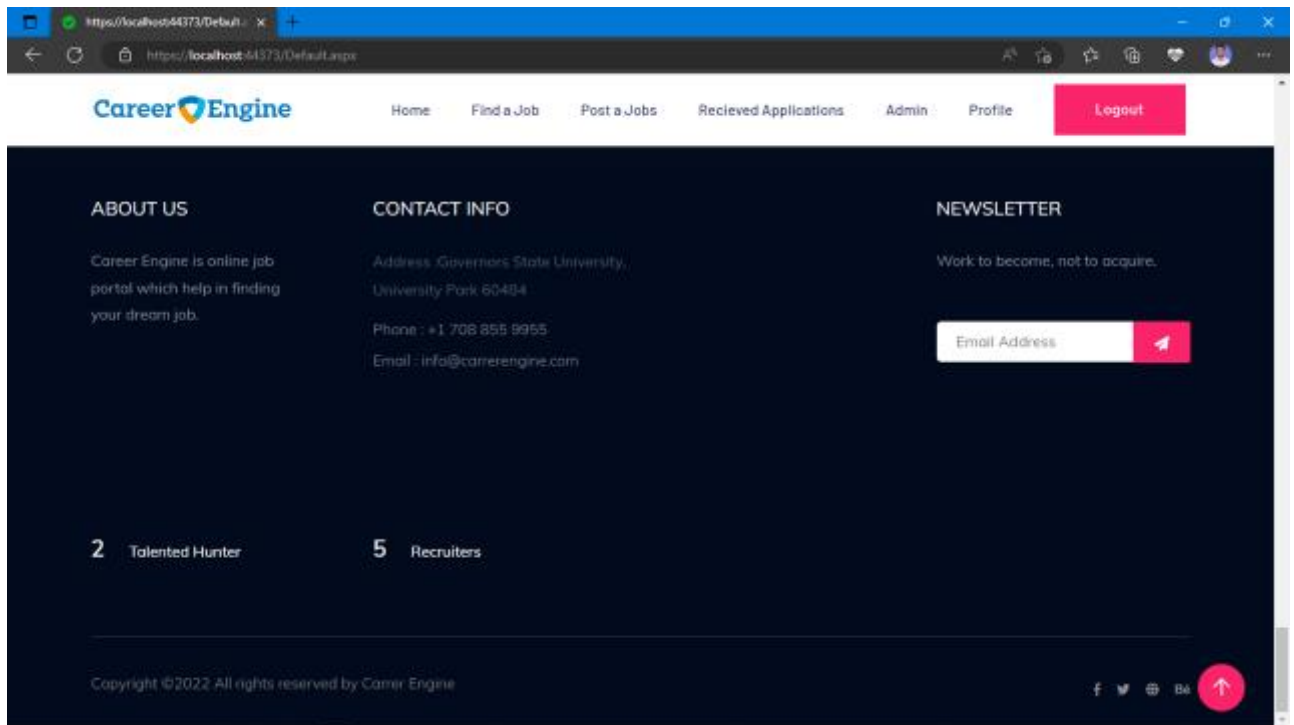 https://localhost:44373/Default.
https://localhost:44373/Default.aspx
Career Engine
Home Find a Job Post a Jobs Recieved Applications Admin Profile Logout
ABOUT US CONTACT INFO NEWSLETTER
Career Engine is online job Address :Governors State University, Work to become, not to acquire.
portal which help in finding University Park 60484
your dream job.
Phone : +1 708 855 9955
Email Address
Email : info@carrerengine.com
2 Talented Hunter 5 Recruiters
Copyright ©2022 All rights reserved by Carrer Engine
Bē